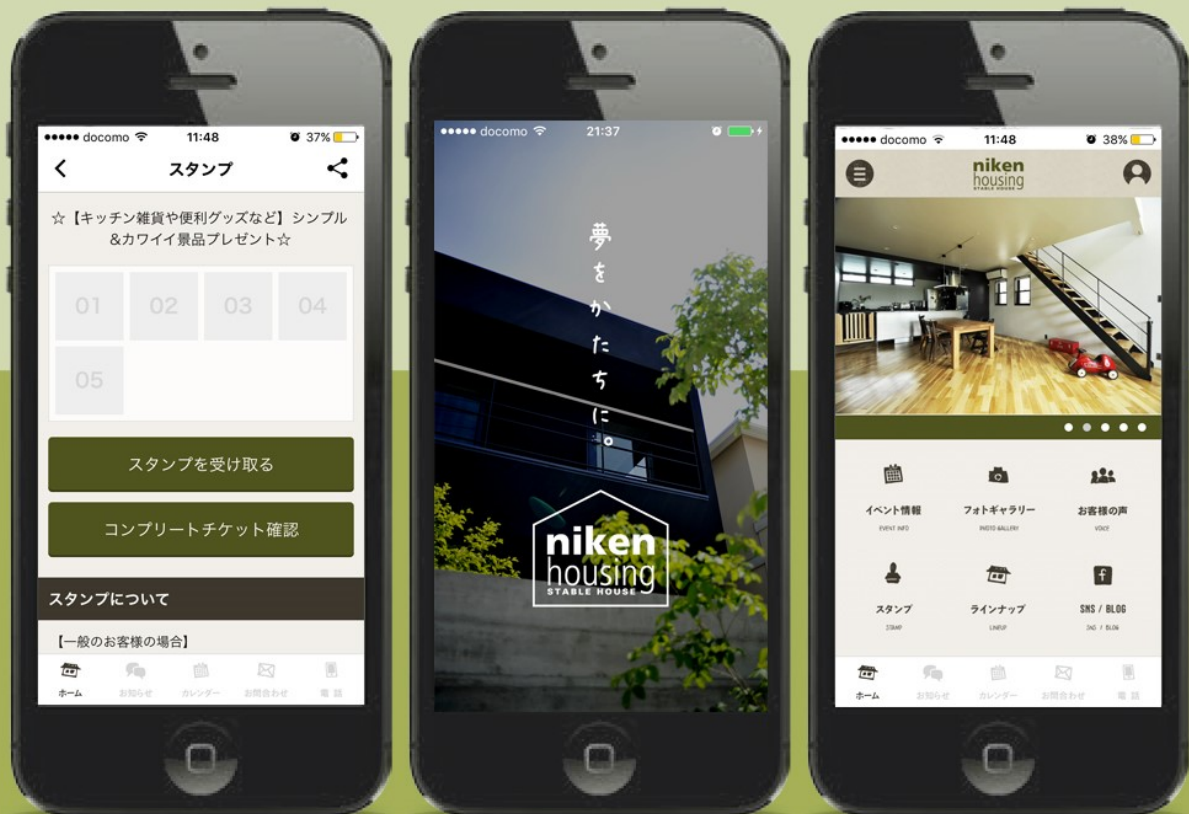 docomo 11:48 37%
スタンプ
☆【キッチン雑貨や便利グッズなど】シンプル
&カワイイ景品プレゼント☆
01 02 03 04
05
スタンプを受け取る
コンプリートチケット確認
スタンプについて
【一般のお客様の場合】
ホーム お知らせ カレンダー お問合わせ 電話
docomo 21:37
夢をかたちに。
niken
housing
STABLE HOUSE
docomo 11:48 38%
niken
housing
STABLE HOUSE
イベント情報 フォトギャラリー お客様の声
EVENT INFO PHOTO GALLERY VOICE
スタンプ ラインナップ SNS / BLOG
STAMP LINEUP SNS / BLOG
ホーム お知らせ カレンダー お問合わせ 電話